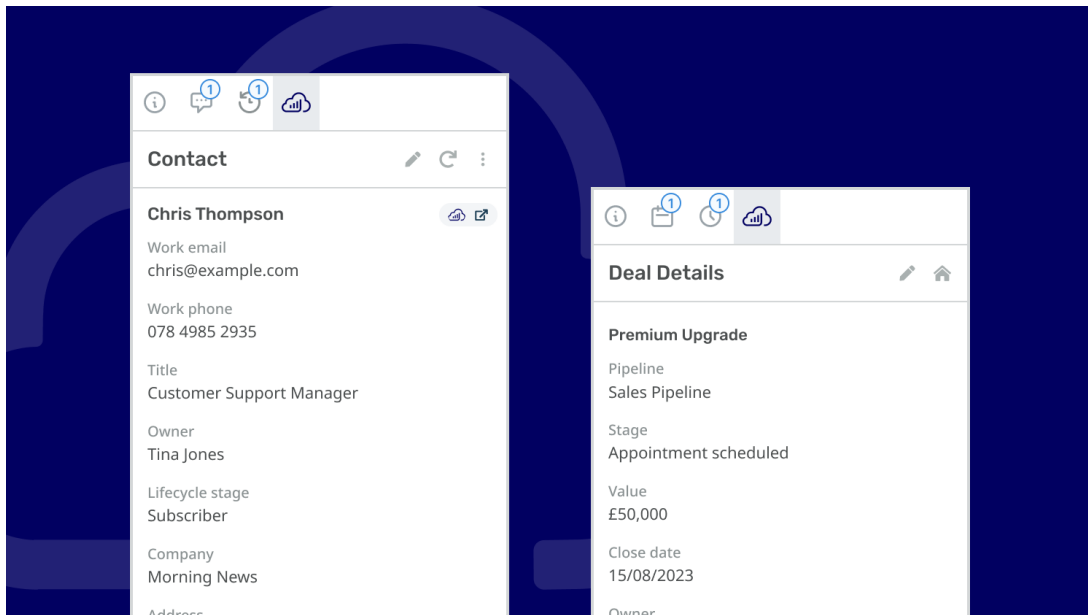 1
1
Contact
Chris Thompson
Work email
chris@example.com
Work phone
078 4985 2935
Title
Customer Support Manager
Owner
Tina Jones
Lifecycle stage
Subscriber
Company
Morning News
Address
1
1
Deal Details
Premium Upgrade
Pipeline
Sales Pipeline
Stage
Appointment scheduled
Value
£50,000
Close date
15/08/2023
Owner